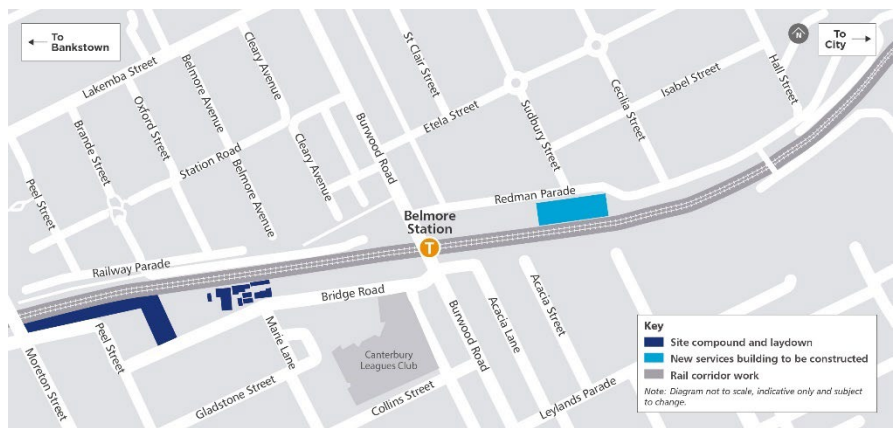 To
Bankstown
N
To
City
Lakemba Street
Belmore Avenue
Cleary Avenue
St Clair Street
Hall Street
Oxford Street
Brande Street
Burwood Road
Etela Street
Sudbury Street
Cecilia Street
Isabel Street
Station Road
Cleary Avenue
Peel Street
Belmore Avenue
Redman Parade
Belmore
Station
T
Railway Parade
Bridge Road
Peel Street
Marie Lane
Burwood Road
Acacia Lane
Acacia Street
Moreton Street
Canterbury
Leagues Club
Gladstone Street
Collins Street
Leylands Parade
Key
Site compound and laydown
New services building to be constructed
Rail corridor work
Note: Diagram not to scale, indicative only and subject
to change.